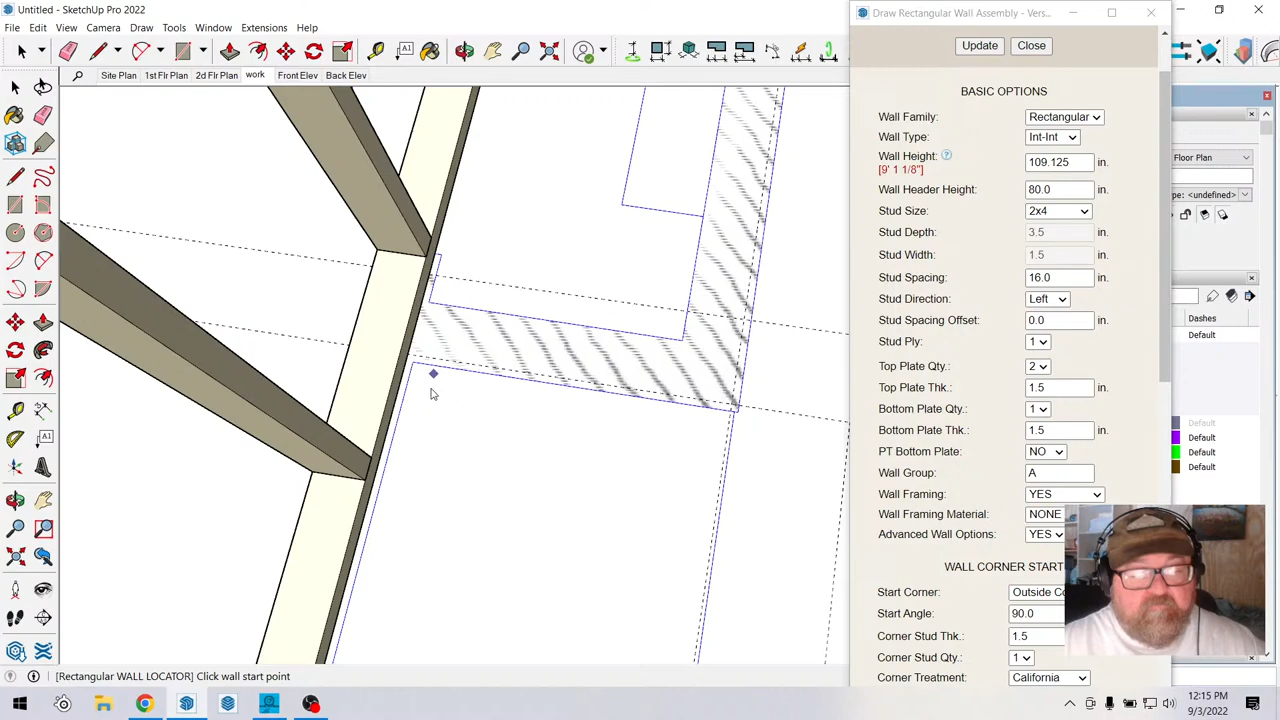 Untitled - SketchUp Pro 2022
Draw Rectangular Wall Assembly - Vers...
File Edit View Camera Draw Tools Window Extensions Help
Update Close
Site Plan 1st Flr Plan 2d Flr Plan work Front Elev Back Elev
BASIC OPTIONS
Wall Family: Rectangular
Wall Type: Int-Int
Wall Height: 109.125 in.
[9' 1 1/8"]
Wall Header Height: 80.0 in.
Stud Size: 2x4
Stud Depth: 3.5 in.
Stud Width: 1.5 in.
Stud Spacing: 16.0 in.
Stud Direction: Left
Stud Spacing Offset: 0.0 in.
Stud Ply: 1
Top Plate Qty.: 2
Top Plate Thk.: 1.5 in.
Bottom Plate Qty.: 1
Bottom Plate Thk.: 1.5 in.
PT Bottom Plate: NO
Wall Group: A
Wall Framing: YES
Wall Framing Material: NONE
Advanced Wall Options: YES
WALL CORNER START
Start Corner: Outside Co
Start Angle: 90.0
Corner Stud Thk.: 1.5
Corner Stud Qty.: 1
Corner Treatment: California
Floor Plan
Default
Default
Default
Default
Default
[Rectangular WALL LOCATOR] Click wall start point
12:15 PM
9/3/2022